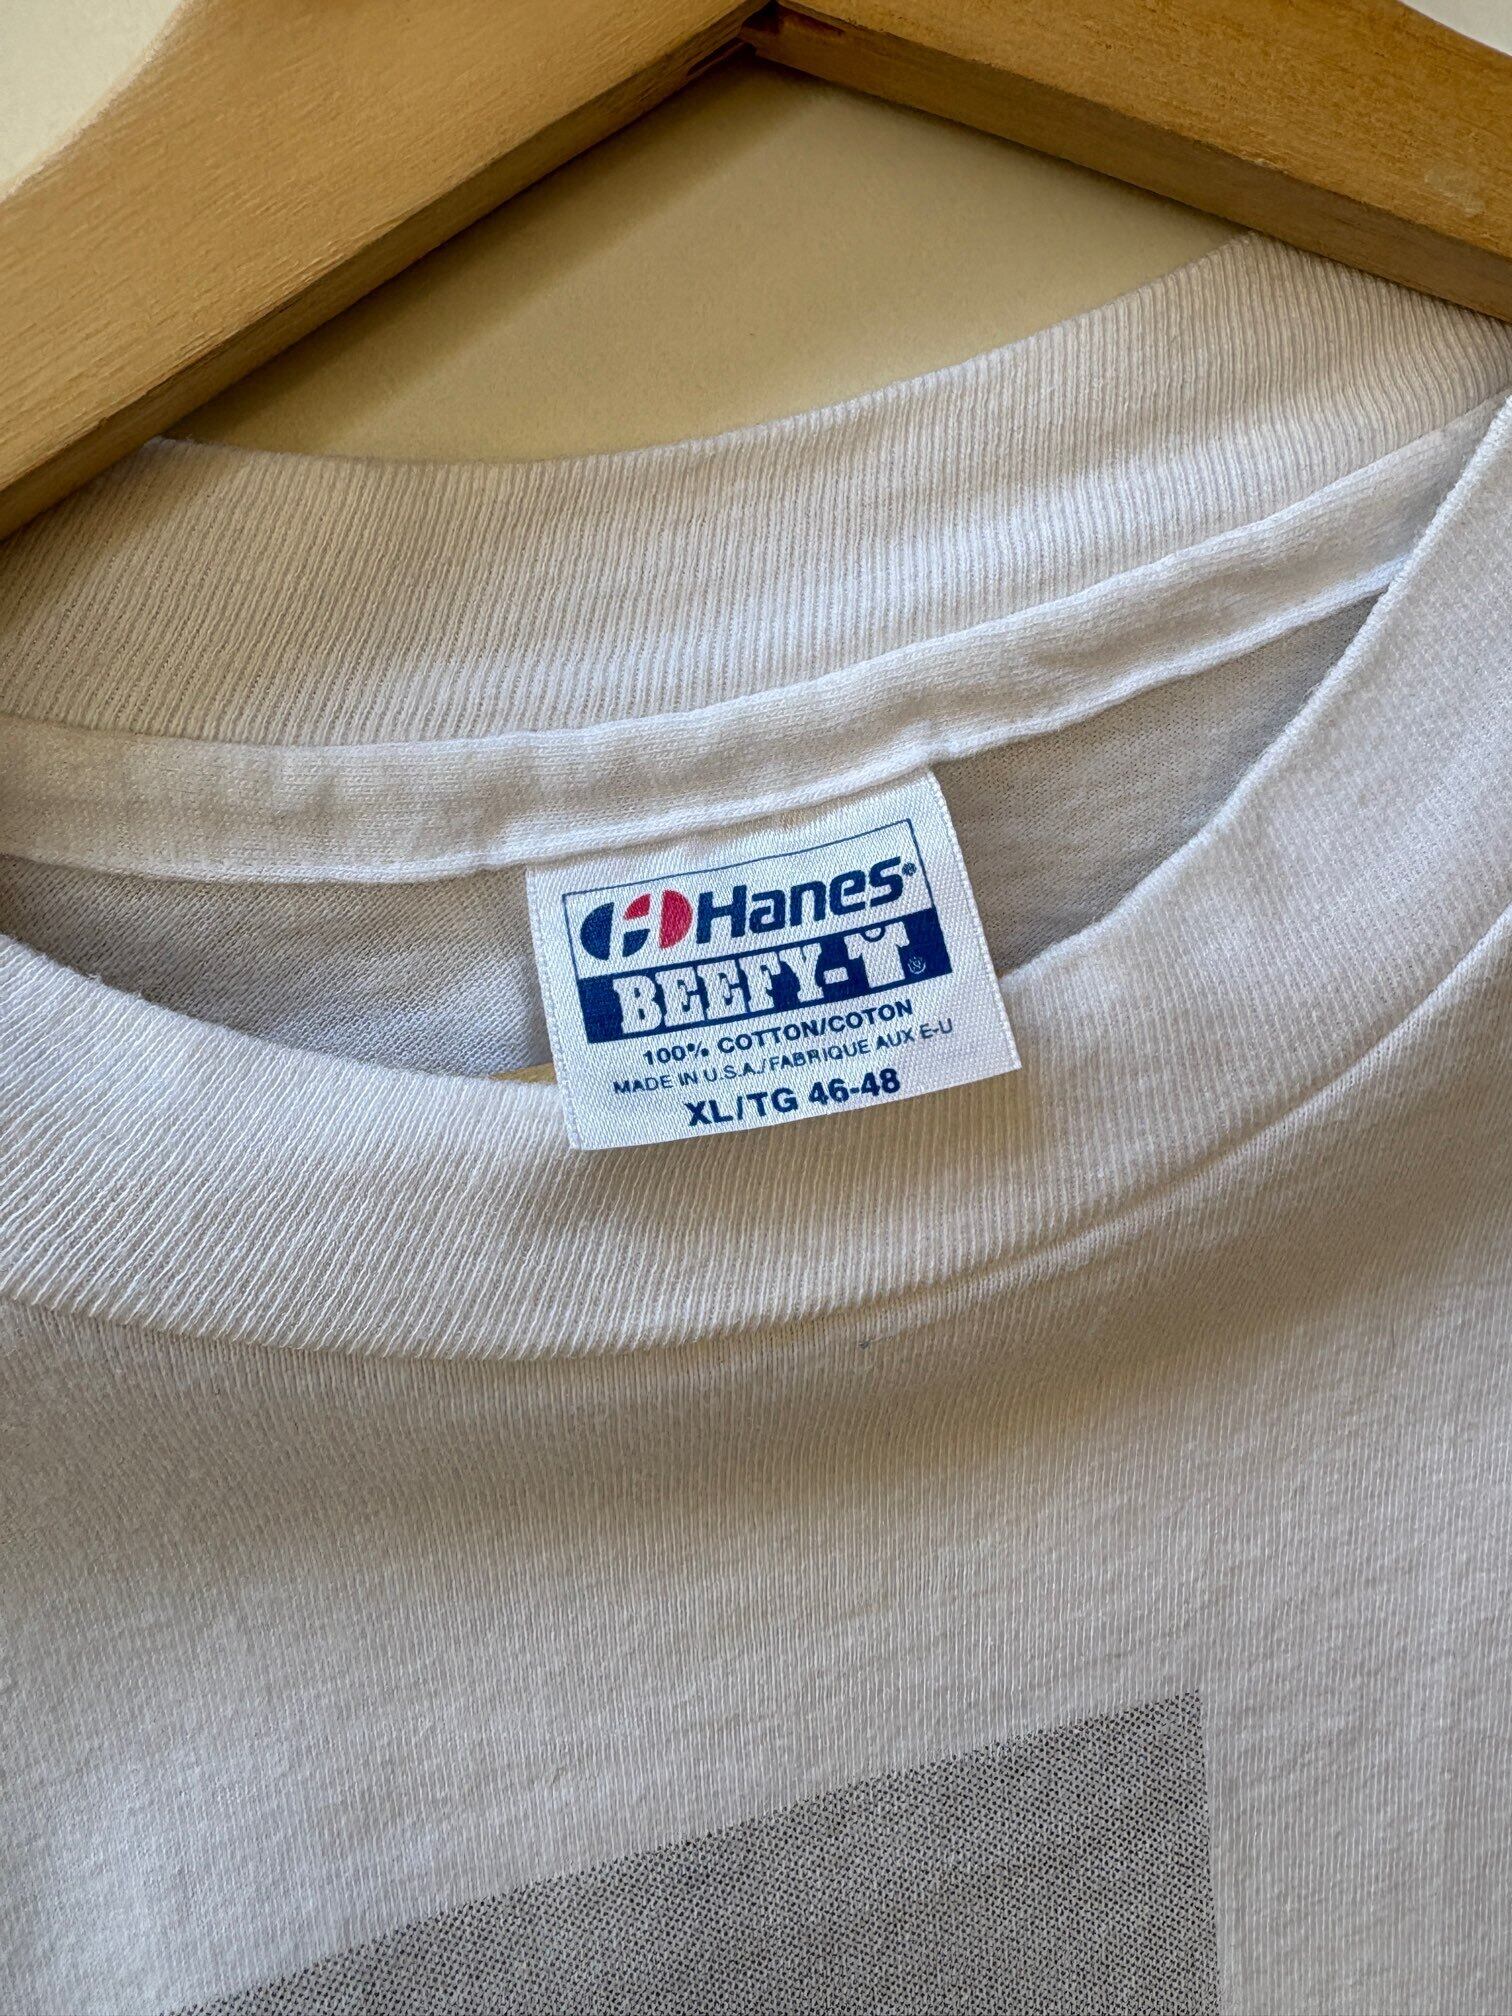 Hanes®
BEEFY-T®
100% COTTON/COTON
MADE IN U.S.A./FABRIQUE AUX E-U
XL/TG 46-48